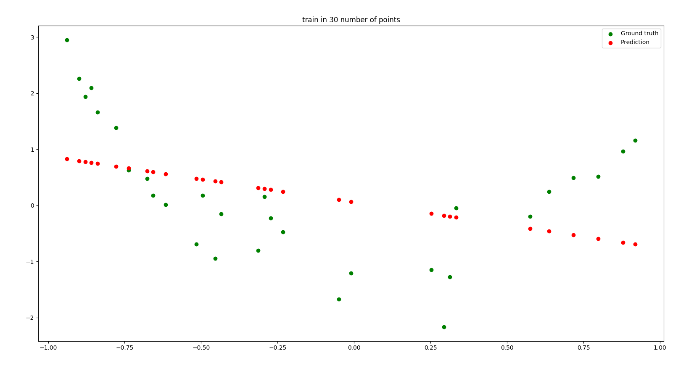 train in 30 number of points
Ground truth
Prediction
3
2
1
0
−1
−2
−1.00 −0.75 −0.50 −0.25 0.00 0.25 0.50 0.75 1.00